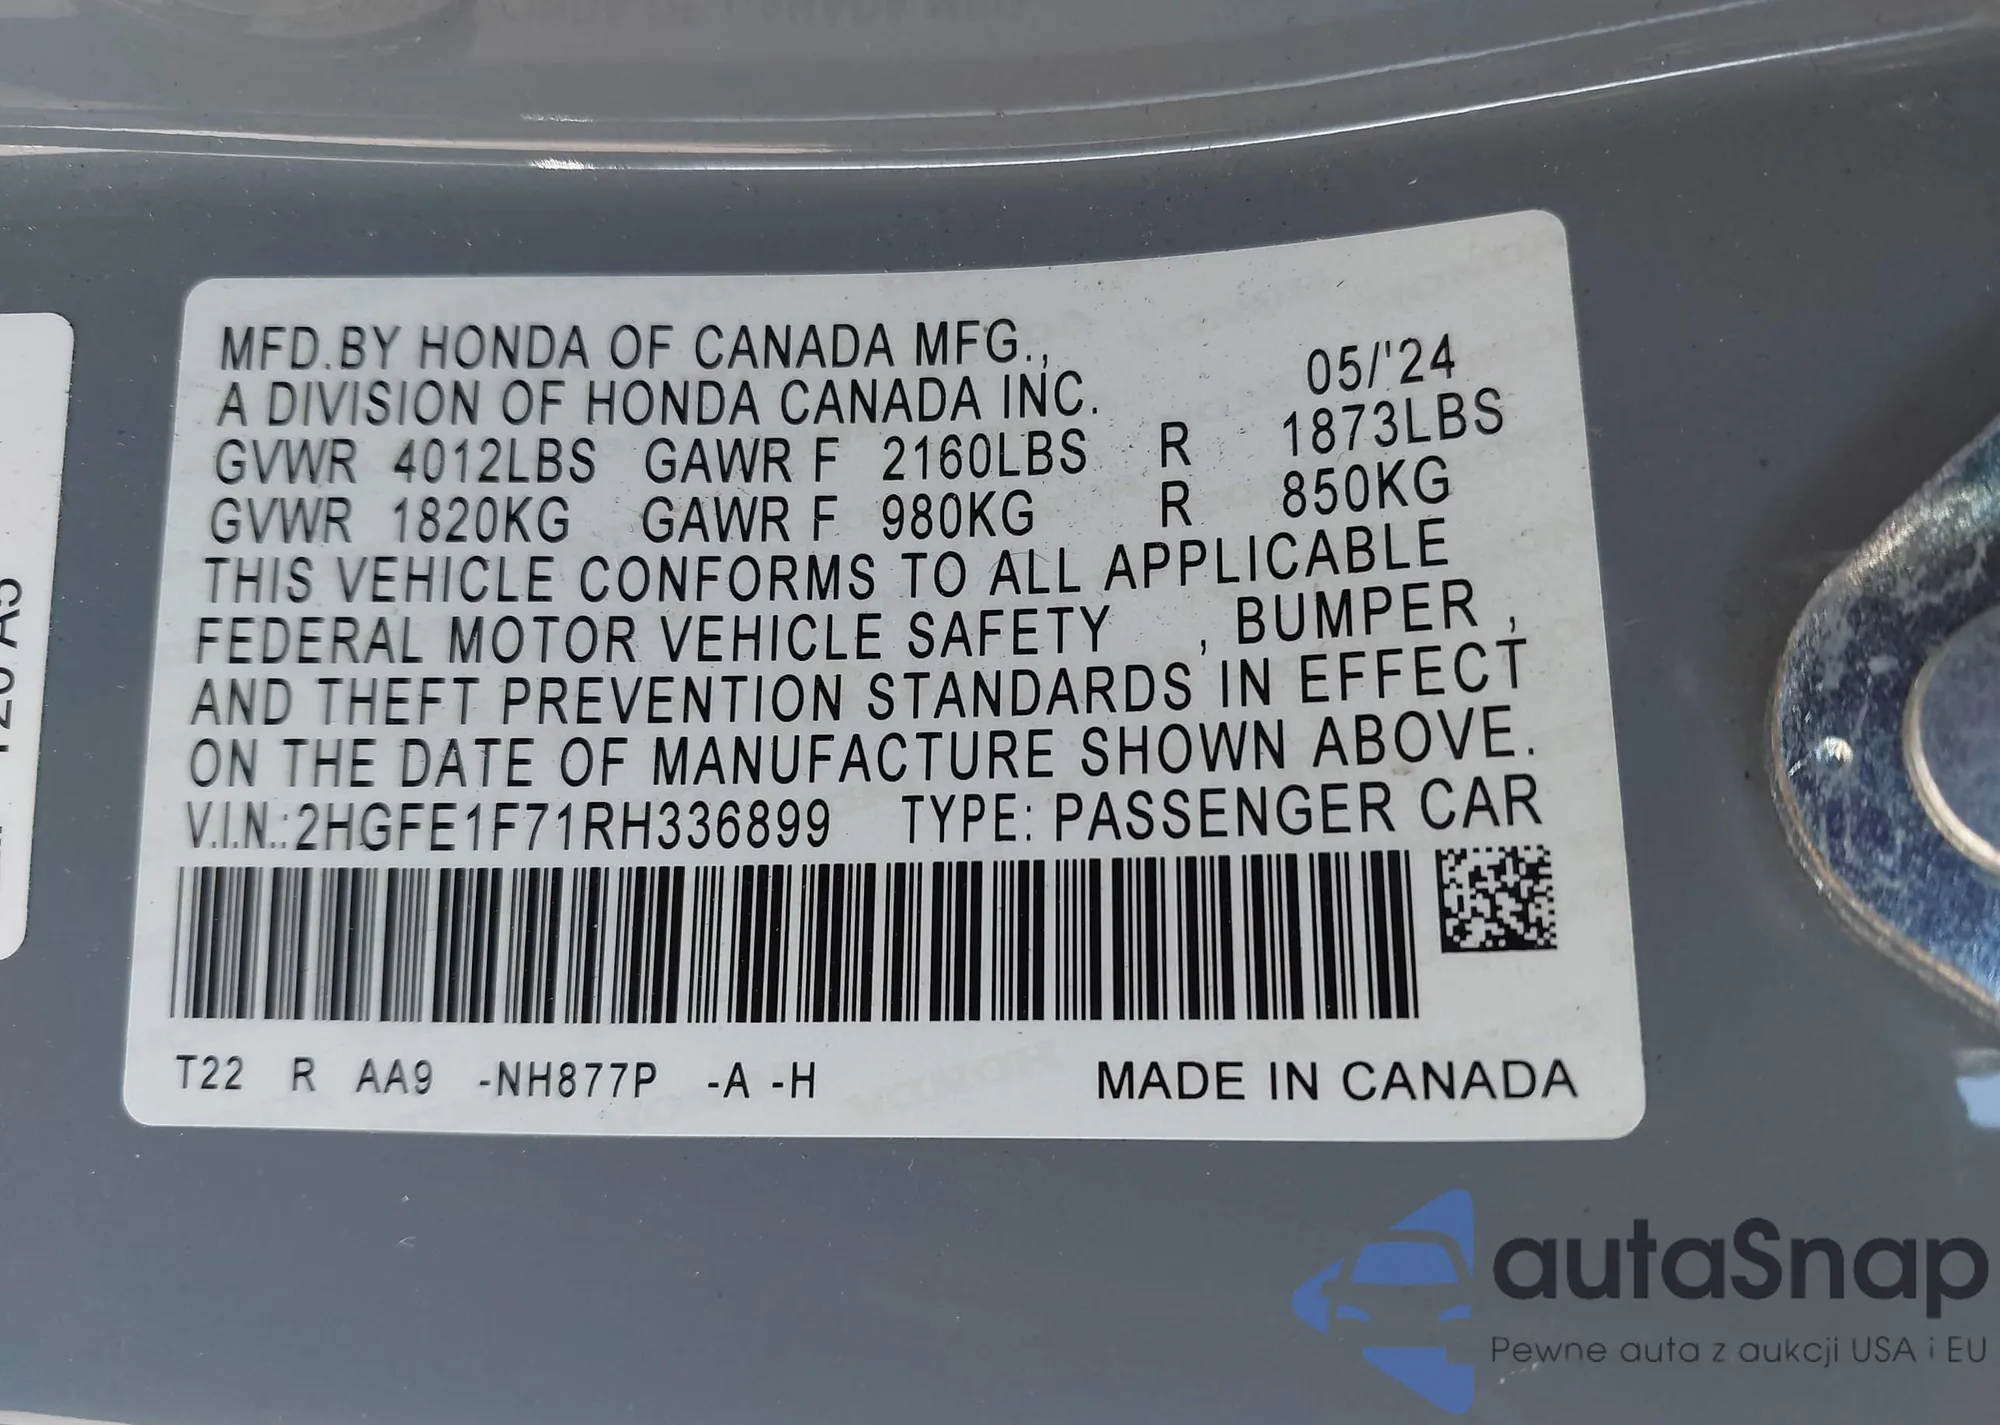 MFD.BY HONDA OF CANADA MFG.,
A DIVISION OF HONDA CANADA INC. 05/'24
GVWR 4012LBS GAWR F 2160LBS R 1873LBS
GVWR 1820KG GAWR F 980KG R 850KG
THIS VEHICLE CONFORMS TO ALL APPLICABLE
FEDERAL MOTOR VEHICLE SAFETY , BUMPER ,
AND THEFT PREVENTION STANDARDS IN EFFECT
ON THE DATE OF MANUFACTURE SHOWN ABOVE.
V.I.N.:2HGFE1F71RH336899 TYPE: PASSENGER CAR
T22 R AA9 -NH877P -A -H MADE IN CANADA
autaSnap
Pewne auta z aukcji USA i EU